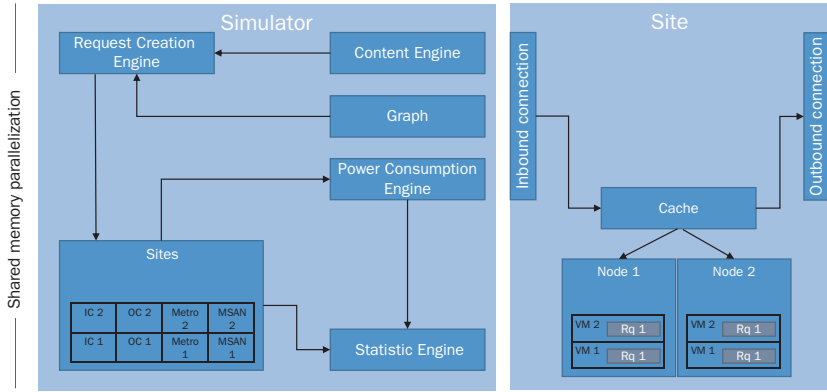 Shared memory parallelization
Simulator
Request Creation
Engine
Content Engine
Graph
Power Consumption
Engine
Sites
IC 2
OC 2
Metro
2
MSAN
2
IC 1
OC 1
Metro
1
MSAN
1
Statistic Engine
Site
Inbound connection
Outbound connection
Cache
Node 1
Node 2
VM 2
Rq 1
VM 1
Rq 1
VM 2
Rq 1
VM 1
Rq 1